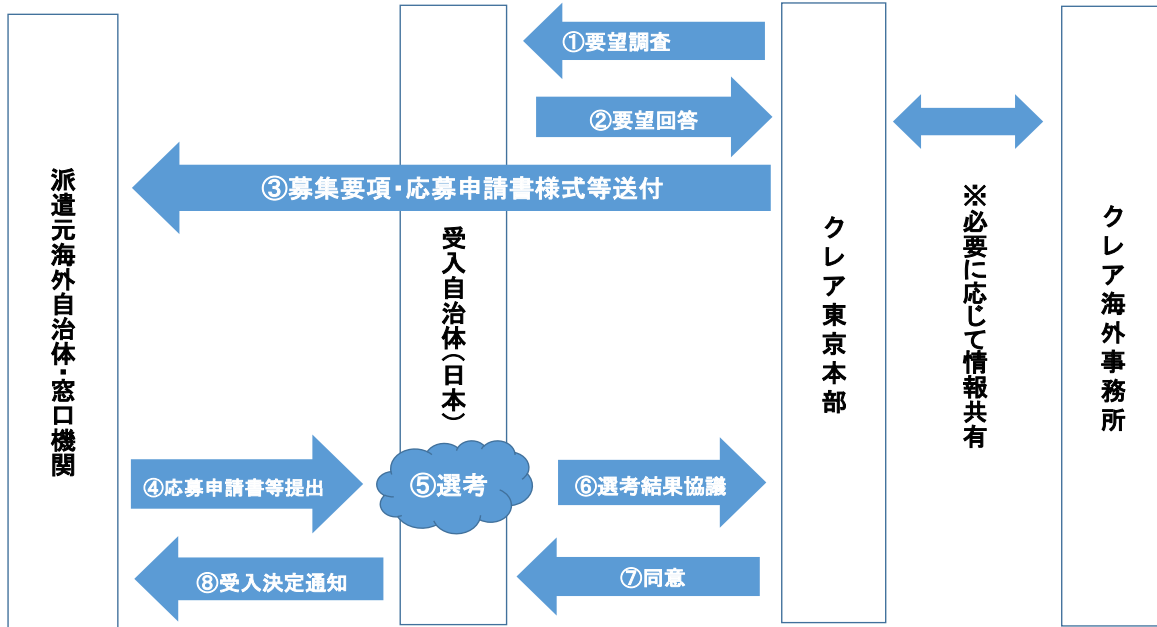 ①要望調査
②要望回答
③募集要項・応募申請書様式等送付
派遣元海外自治体・窓口機関
受入自治体（日本）
クレア東京本部
※必要に応じて情報共有
クレア海外事務所
④応募申請書等提出
⑤選考
⑥選考結果協議
⑦同意
⑧受入決定通知